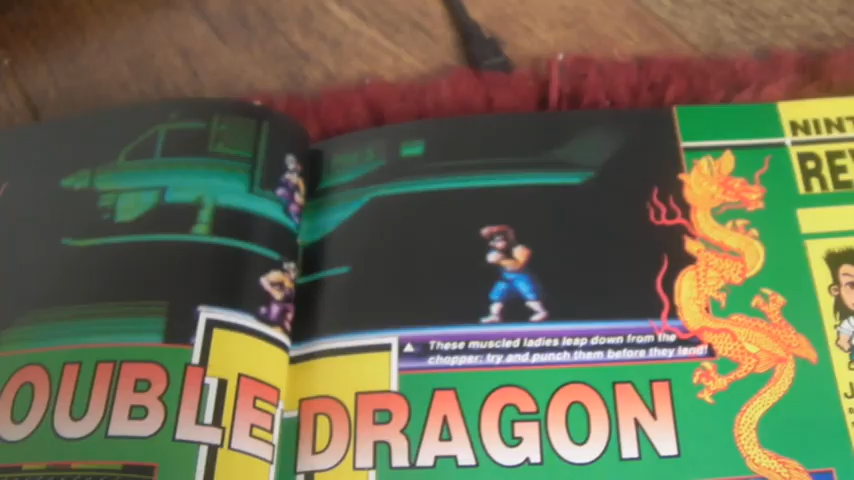 NINT
RE
These muscled ladies leap down from the
chopper; try and punch them before they land!
OUBLE DRAGON
J